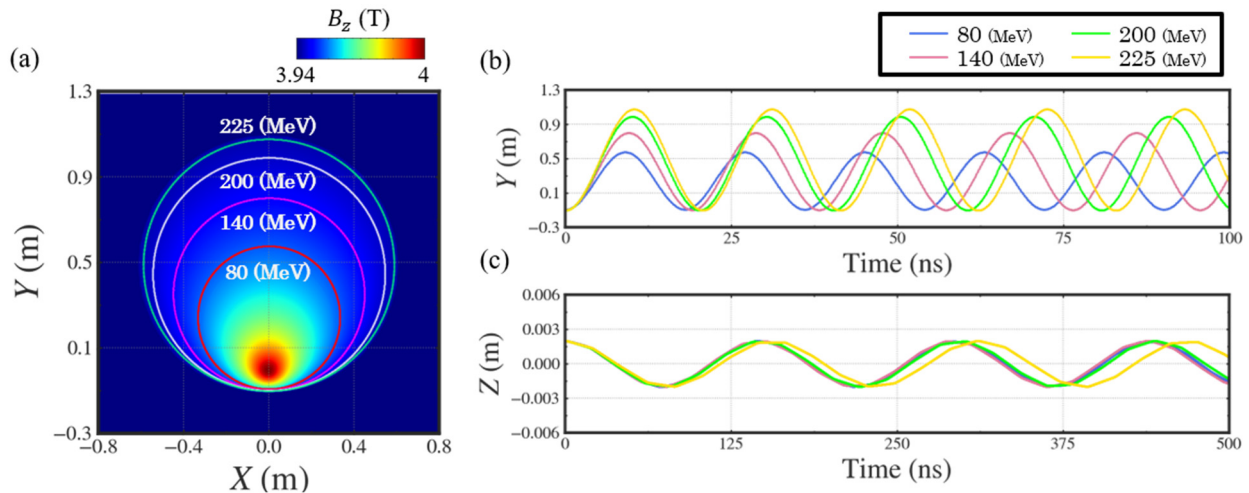 (a)
B_z (T)
3.94 4
Y (m)
1.3
0.9
0.5
0.1
−0.3
225 (MeV)
200 (MeV)
140 (MeV)
80 (MeV)
−0.8 −0.4 0.0 0.4 0.8
X (m)
80 (MeV) 200 (MeV)
140 (MeV) 225 (MeV)
(b)
Y (m)
1.3
0.9
0.5
0.1
−0.3
0 25 50 75 100
Time (ns)
(c)
Z (m)
0.006
0.003
0.000
−0.003
−0.006
0 125 250 375 500
Time (ns)